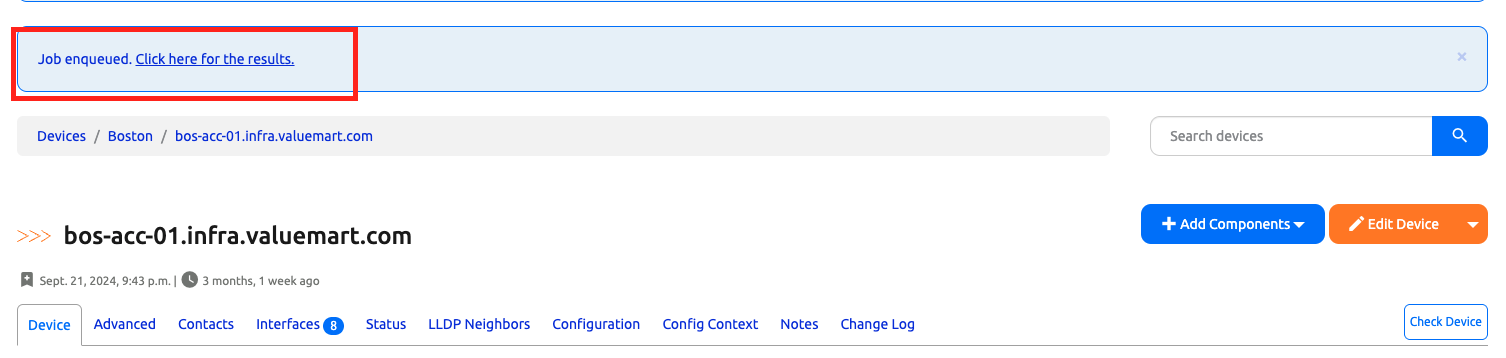 Job enqueued. Click here for the results. ×
Devices / Boston / bos-acc-01.infra.valuemart.com
Search devices
>>> bos-acc-01.infra.valuemart.com
+ Add Components
Edit Device
Sept. 21, 2024, 9:43 p.m. | 3 months, 1 week ago
Device Advanced Contacts Interfaces 8 Status LLDP Neighbors Configuration Config Context Notes Change Log Check Device